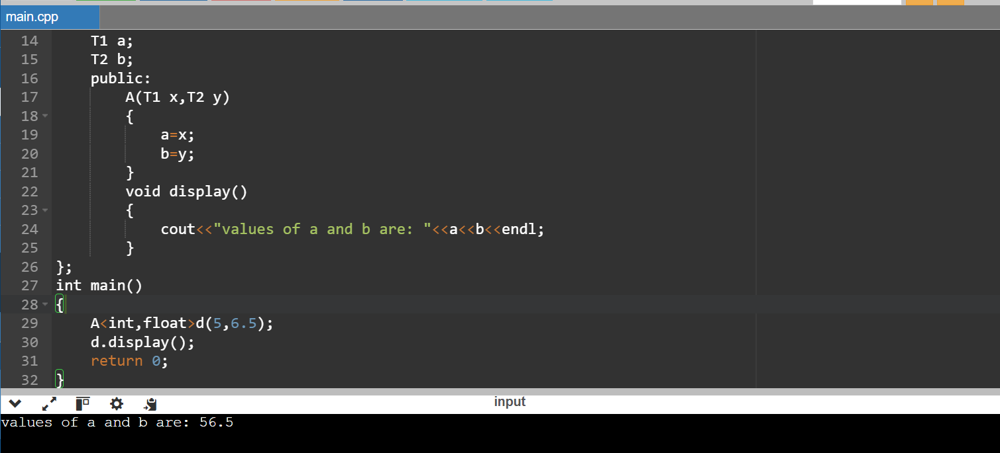 main.cpp
14 T1 a;
15 T2 b;
16 public:
17 A(T1 x,T2 y)
18 {
19 a=x;
20 b=y;
21 }
22 void display()
23 {
24 cout<<"values of a and b are: "<<a<<b<<endl;
25 }
26 };
27 int main()
28 {
29 A<int,float>d(5,6.5);
30 d.display();
31 return 0;
32 }
input
values of a and b are: 56.5